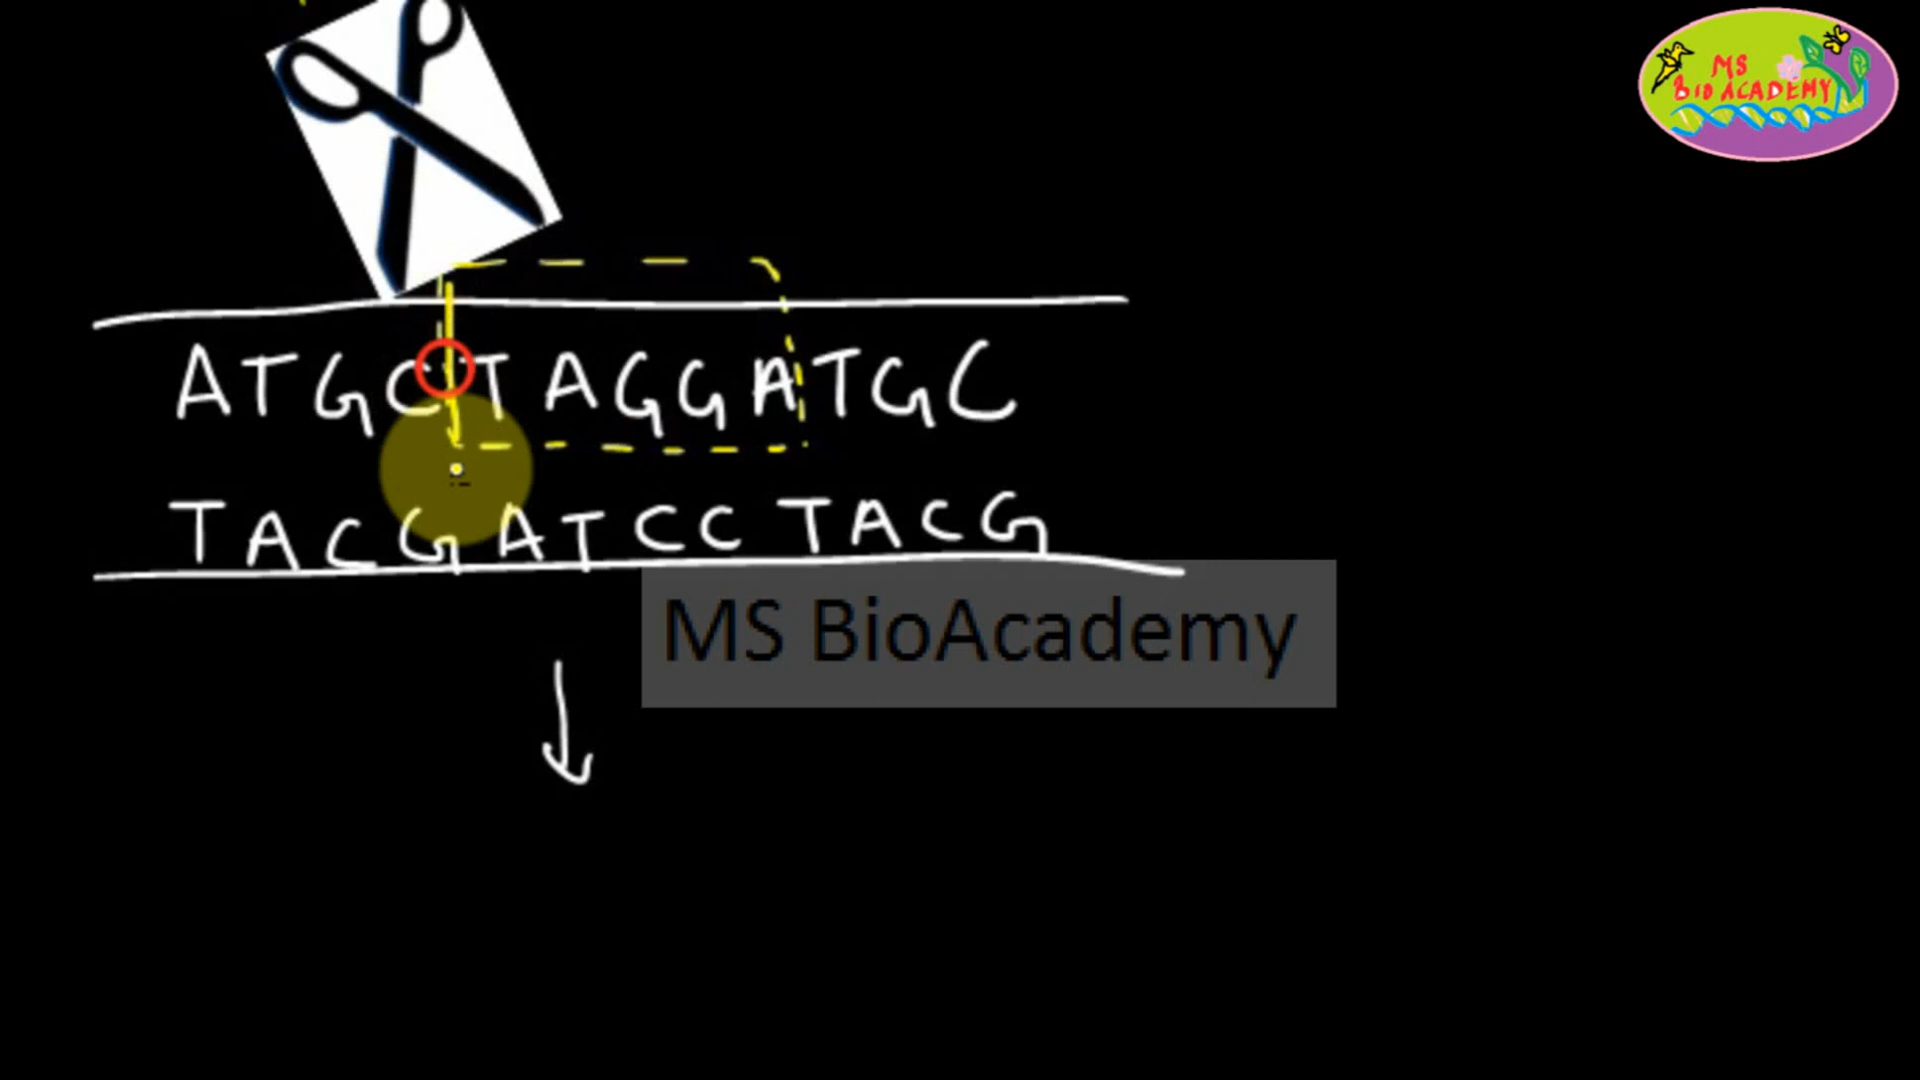 MS
BIO ACADEMY
ATGCTAGGATGC
TACGATCCTACG
MS BioAcademy